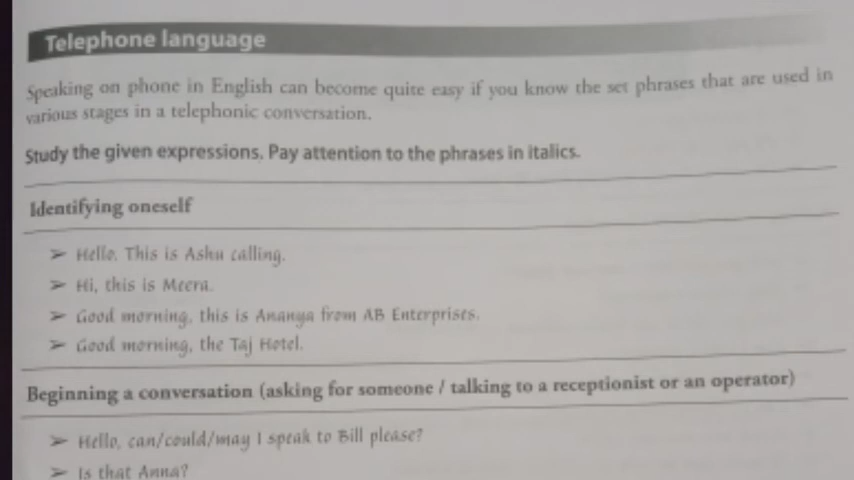 Telephone language
Speaking on phone in English can become quite easy if you know the set phrases that are used in
various stages in a telephonic conversation.
Study the given expressions. Pay attention to the phrases in italics.
Identifying oneself
➢ Hello. This is Ashu calling.
➢ Hi, this is Meera.
➢ Good morning, this is Ananya from AB Enterprises.
➢ Good morning, the Taj Hotel.
Beginning a conversation (asking for someone / talking to a receptionist or an operator)
➢ Hello, can/could/may I speak to Bill please?
➢ Is that Anna?